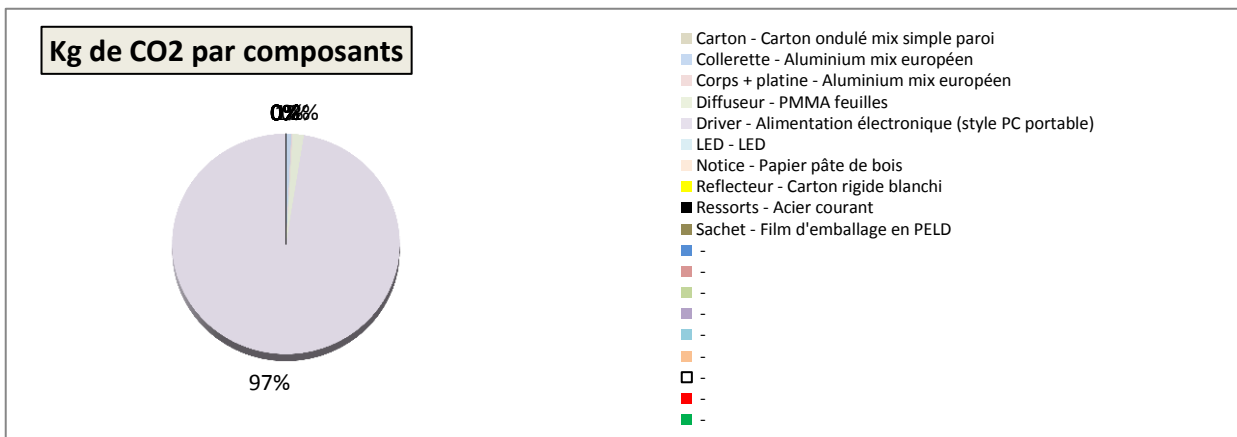 Kg de CO2 par composants
97%
Carton - Carton ondulé mix simple paroi
Collerette - Aluminium mix européen
Corps + platine - Aluminium mix européen
Diffuseur - PMMA feuilles
Driver - Alimentation électronique (style PC portable)
LED - LED
Notice - Papier pâte de bois
Reflecteur - Carton rigide blanchi
Ressorts - Acier courant
Sachet - Film d'emballage en PELD
-
-
-
-
-
-
-
-
-